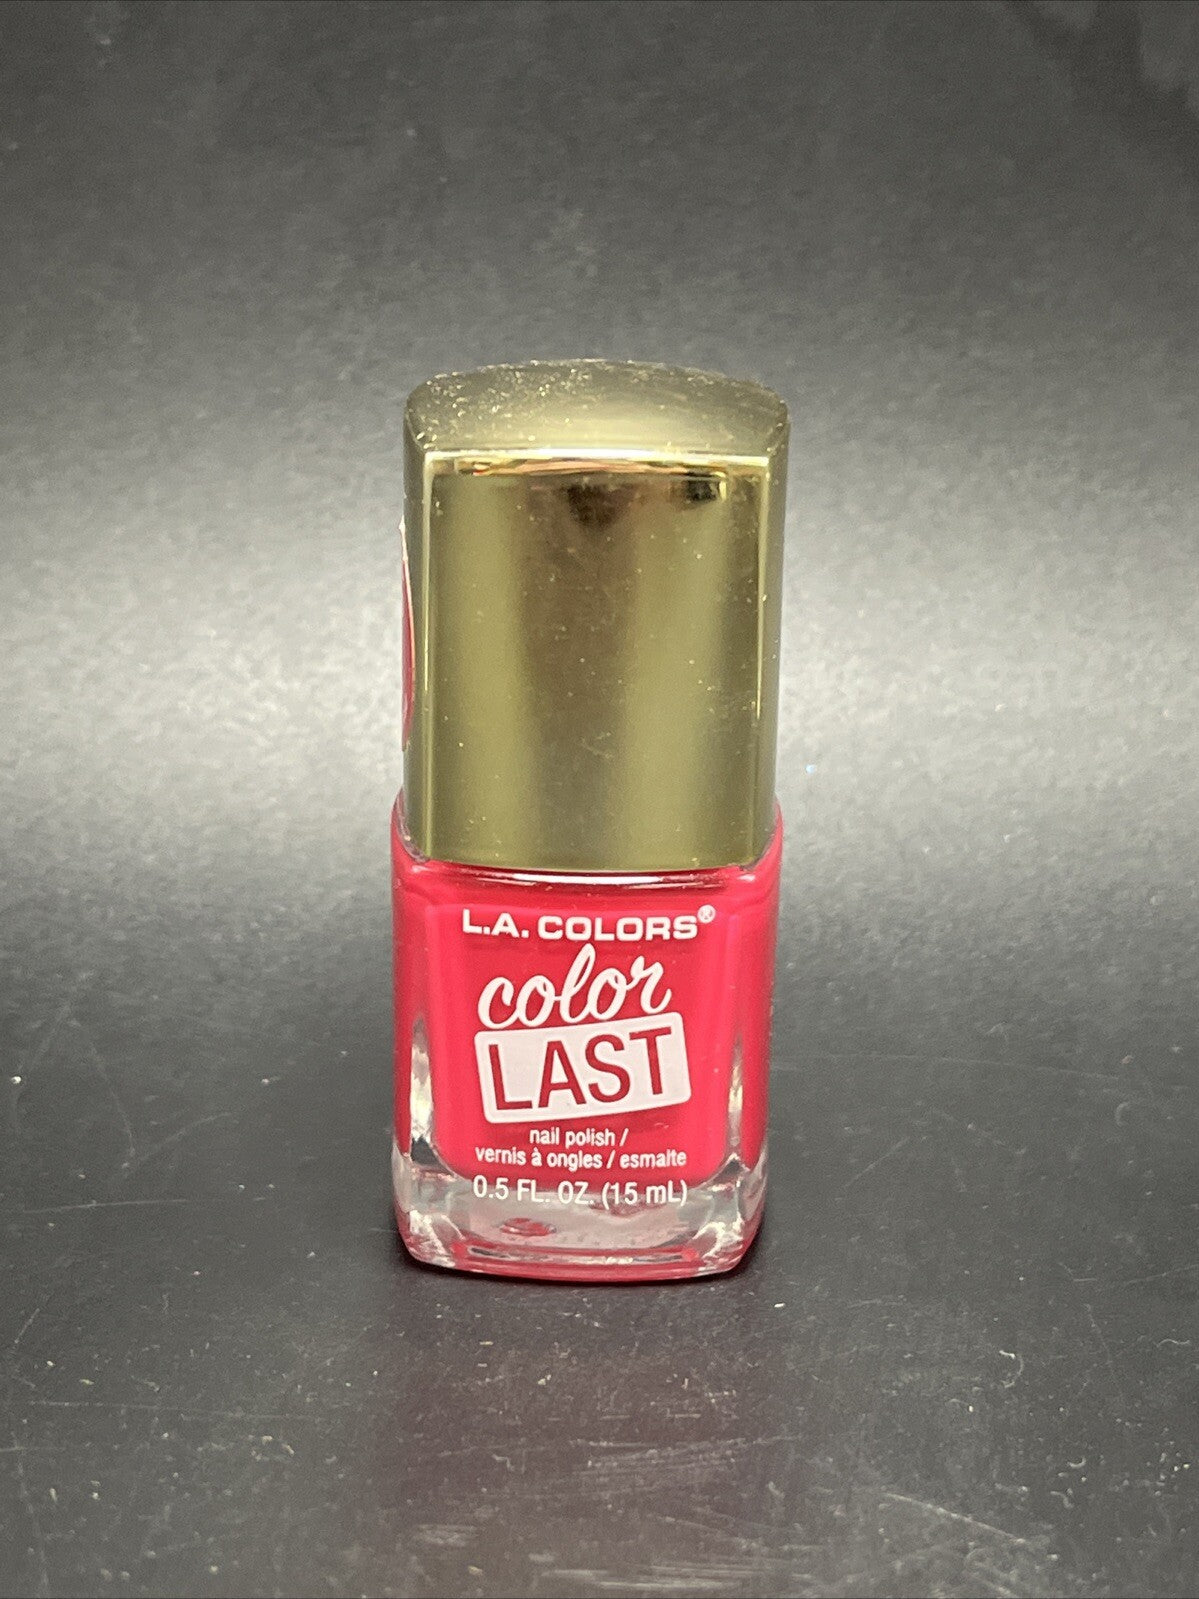 L.A. COLORS®
color
LAST
nail polish /
vernis à ongles / esmalte
0.5 FL. OZ. (15 mL)